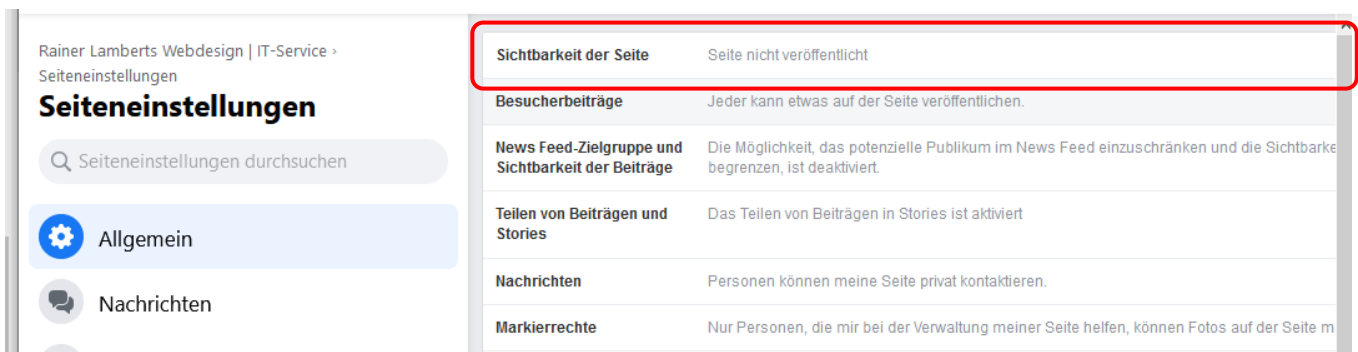 Rainer Lamberts Webdesign | IT-Service ›
Seiteneinstellungen
Seiteneinstellungen
Seiteneinstellungen durchsuchen
Allgemein
Nachrichten
Sichtbarkeit der Seite Seite nicht veröffentlicht
Besucherbeiträge Jeder kann etwas auf der Seite veröffentlichen.
News Feed-Zielgruppe und Die Möglichkeit, das potenzielle Publikum im News Feed einzuschränken und die Sichtbarke
Sichtbarkeit der Beiträge begrenzen, ist deaktiviert.
Teilen von Beiträgen und Das Teilen von Beiträgen in Stories ist aktiviert
Stories
Nachrichten Personen können meine Seite privat kontaktieren.
Markierrechte Nur Personen, die mir bei der Verwaltung meiner Seite helfen, können Fotos auf der Seite m